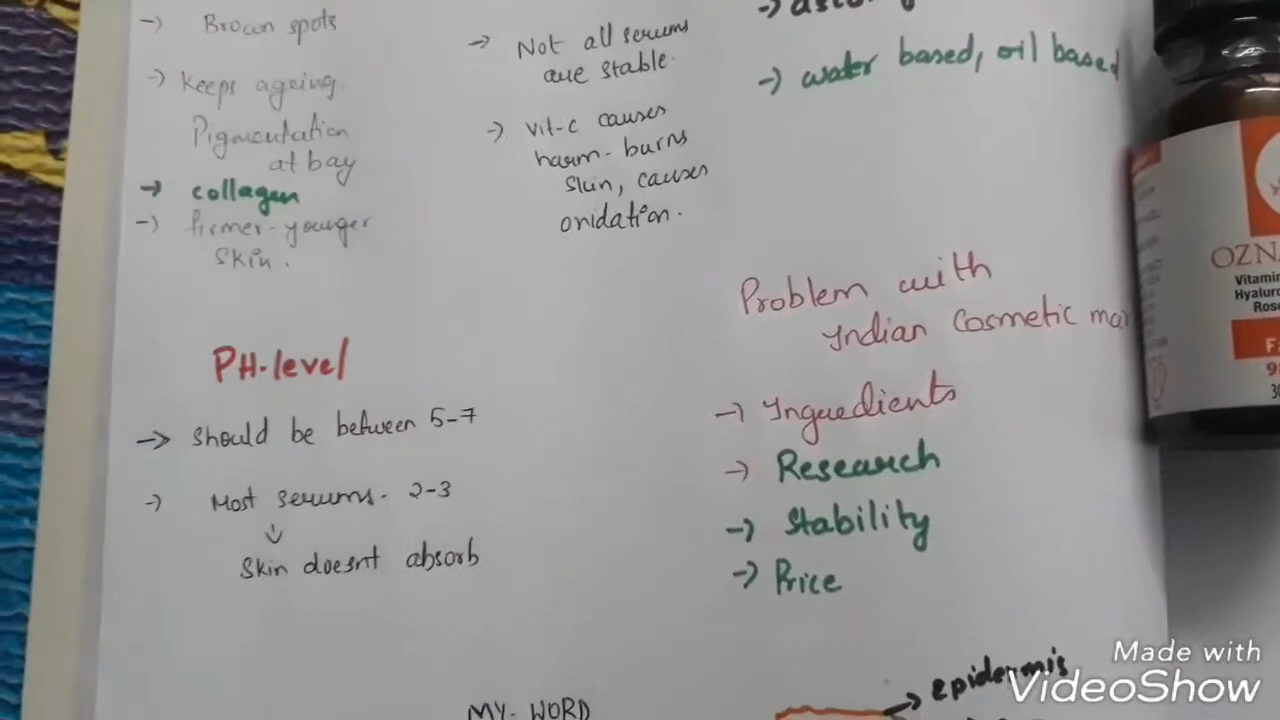 → Brown spots
→ keeps ageing
Pigmentation
at bay
→ collagen
→ firmer-younger
skin.
→ Not all serums
are stable.
→ vit-c causes
harm-burns
skin, causes
oxidation.
→ water based, oil based
PH-level
→ should be between 5-7
→ Most serums. 2-3
↓
skin doesnt absorb
Problem with
Indian Cosmetic mar
→ Ingredients
→ Research
→ Stability
→ Price
MY-WORD
→ epidermis
OZN
Vitamin
Hyaluro
Rose
30
Made with
VideoShow